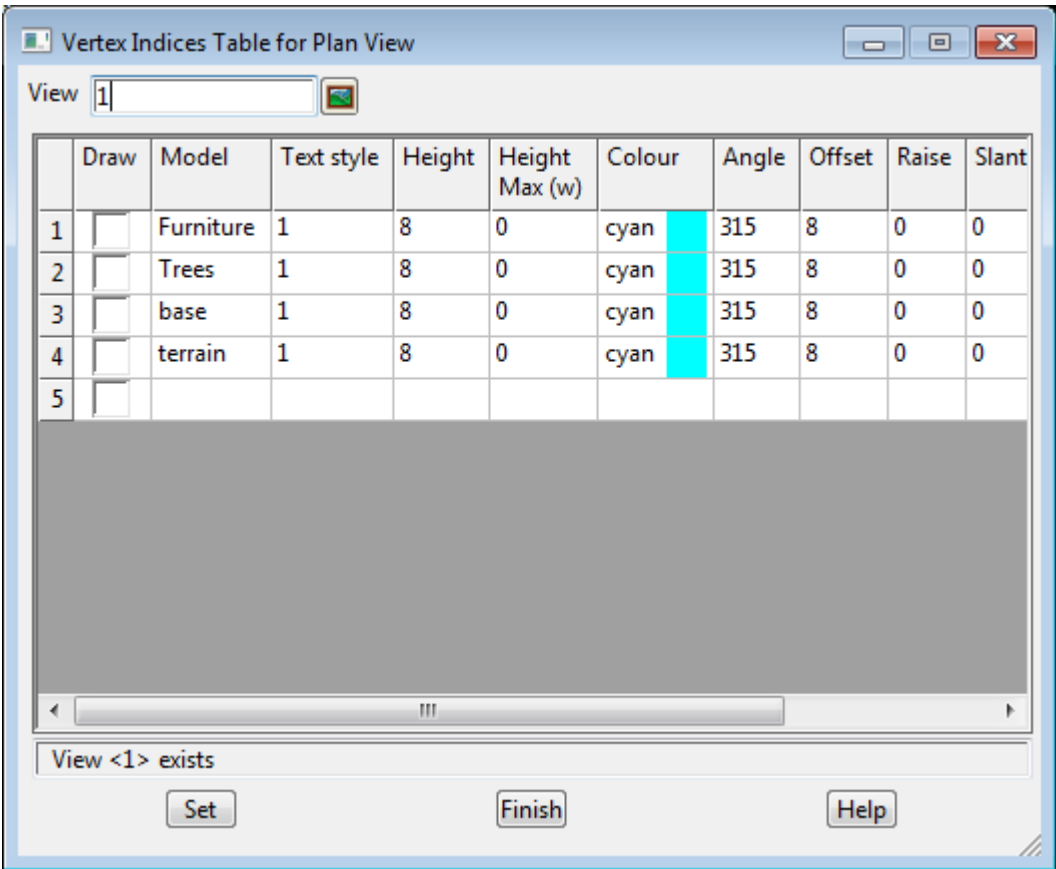 Vertex Indices Table for Plan View
View 1
Draw Model Text style Height Height Max (w) Colour Angle Offset Raise Slant
1 Furniture 1 8 0 cyan 315 8 0 0
2 Trees 1 8 0 cyan 315 8 0 0
3 base 1 8 0 cyan 315 8 0 0
4 terrain 1 8 0 cyan 315 8 0 0
5
View <1> exists
Set Finish Help